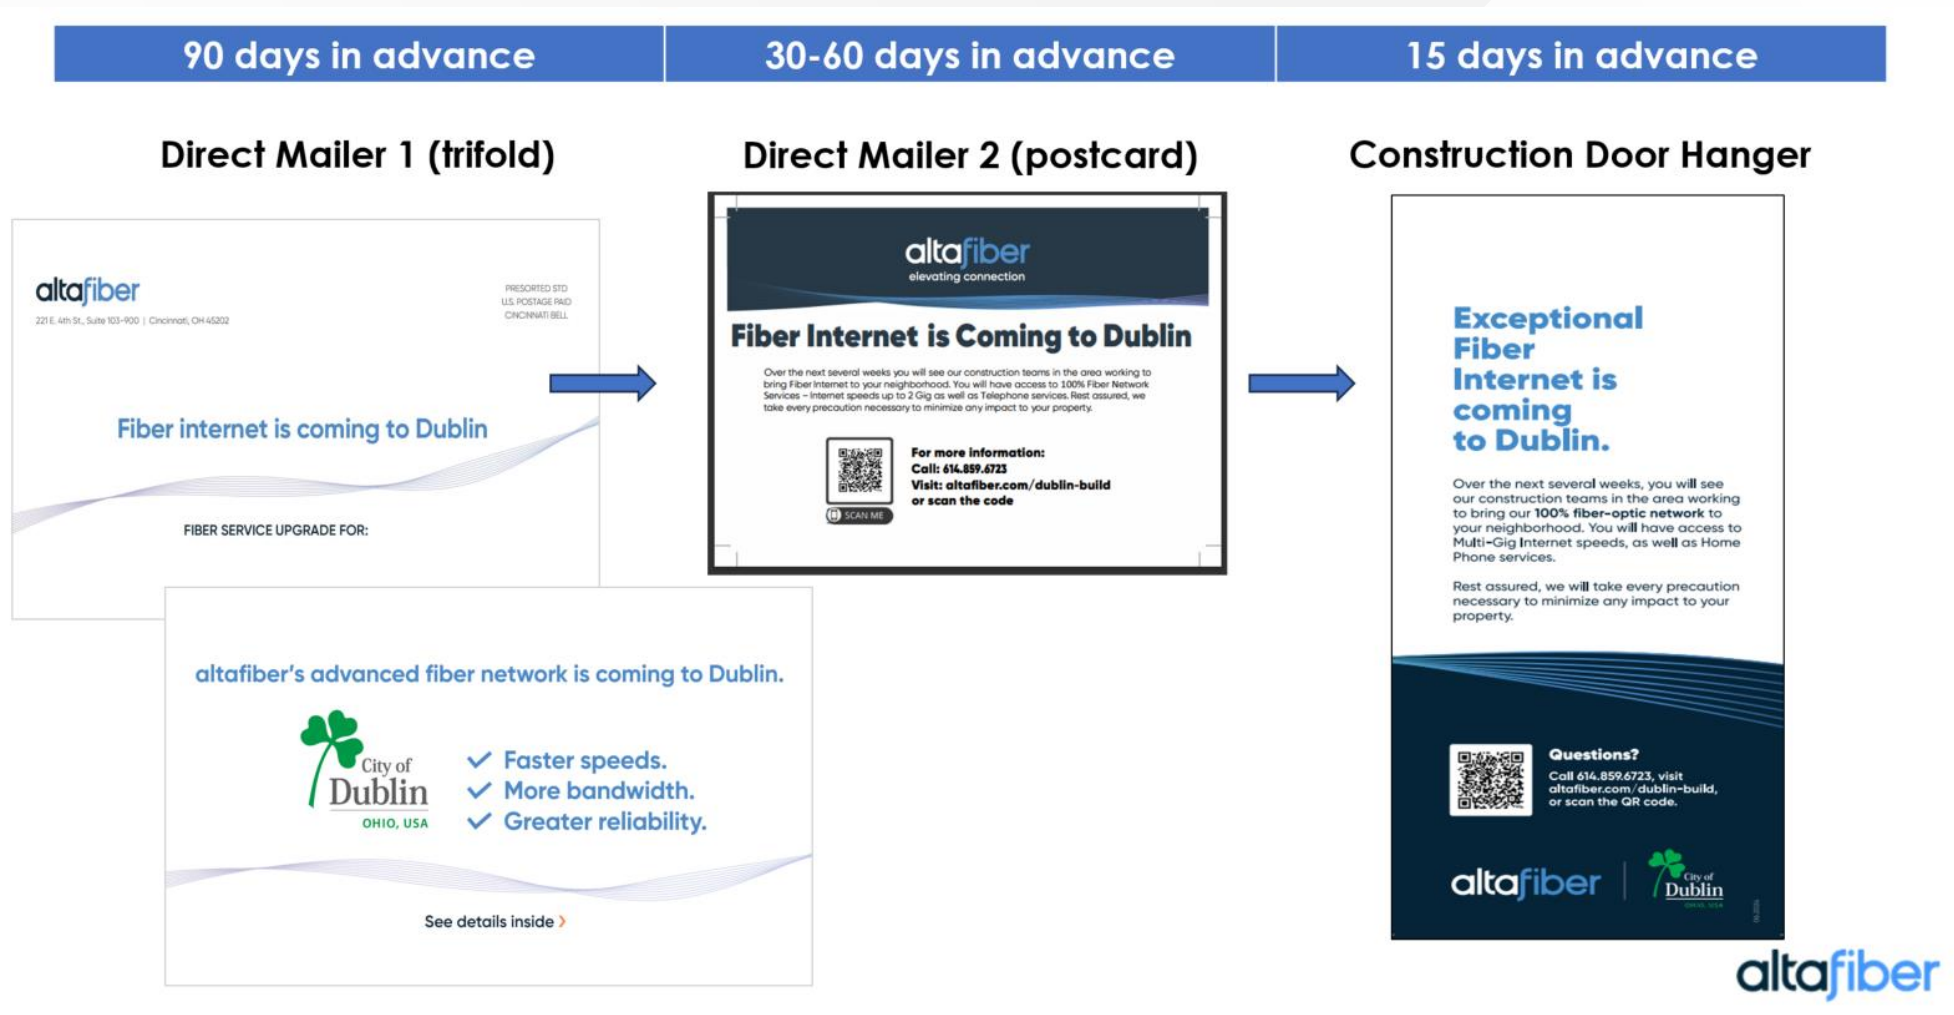 90 days in advance
30-60 days in advance
15 days in advance
Direct Mailer 1 (trifold)
altafiber
221 E. 4th St., Suite 103-900 | Cincinnati, OH 45202
PRESORTED STD
U.S. POSTAGE PAID
CINCINNATI BELL
Fiber internet is coming to Dublin
FIBER SERVICE UPGRADE FOR:
altafiber's advanced fiber network is coming to Dublin.
City of
Dublin
OHIO, USA
Faster speeds.
More bandwidth.
Greater reliability.
See details inside >
Direct Mailer 2 (postcard)
altafiber
elevating connection
Fiber Internet is Coming to Dublin
Over the next several weeks you will see our construction teams in the area working to
bring Fiber Internet to your neighborhood. You will have access to 100% Fiber Network
Services – Internet speeds up to 2 Gig as well as Telephone services. Rest assured, we
take every precaution necessary to minimize any impact to your property.
SCAN ME
For more information:
Call: 614.859.6723
Visit: altafiber.com/dublin-build
or scan the code
Construction Door Hanger
Exceptional
Fiber
Internet is
coming
to Dublin.
Over the next several weeks, you will see
our construction teams in the area working
to bring our 100% fiber-optic network to
your neighborhood. You will have access to
Multi-Gig Internet speeds, as well as Home
Phone services.
Rest assured, we will take every precaution
necessary to minimize any impact to your
property.
Questions?
Call 614.859.6723, visit
altafiber.com/dublin-build,
or scan the QR code.
altafiber
City of
Dublin
OHIO, USA
altafiber